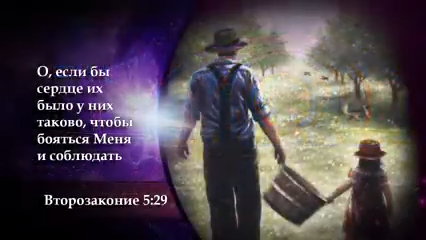 О, если бы
сердце их
было у них
таково, чтобы
бояться Меня
и соблюдать
Второзаконие 5:29